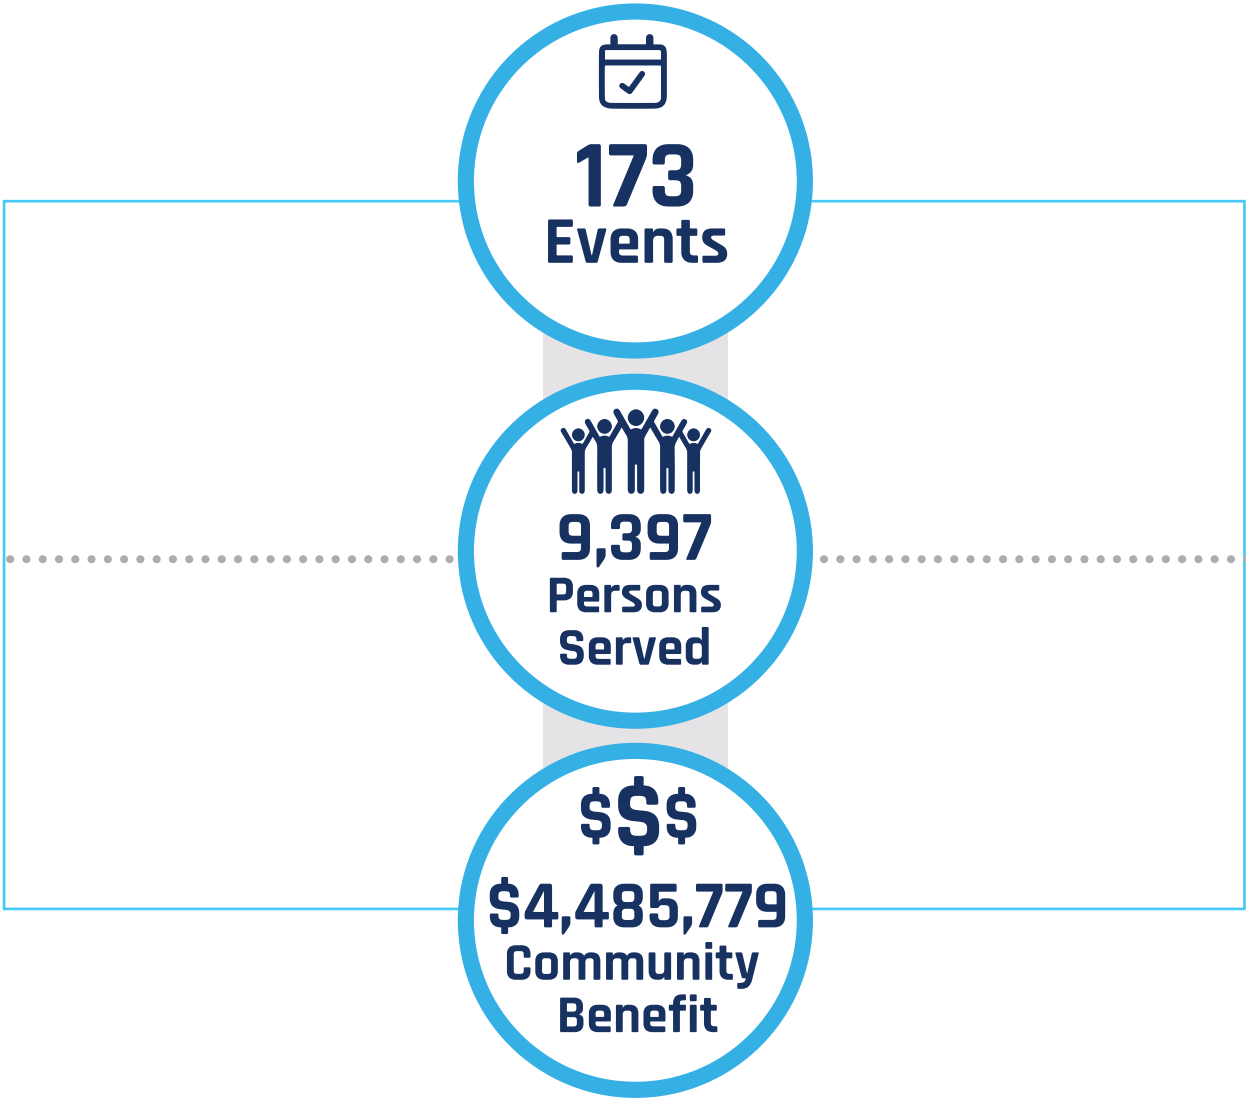 173
Events
9,397
Persons
Served
$$$
$4,485,779
Community
Benefit